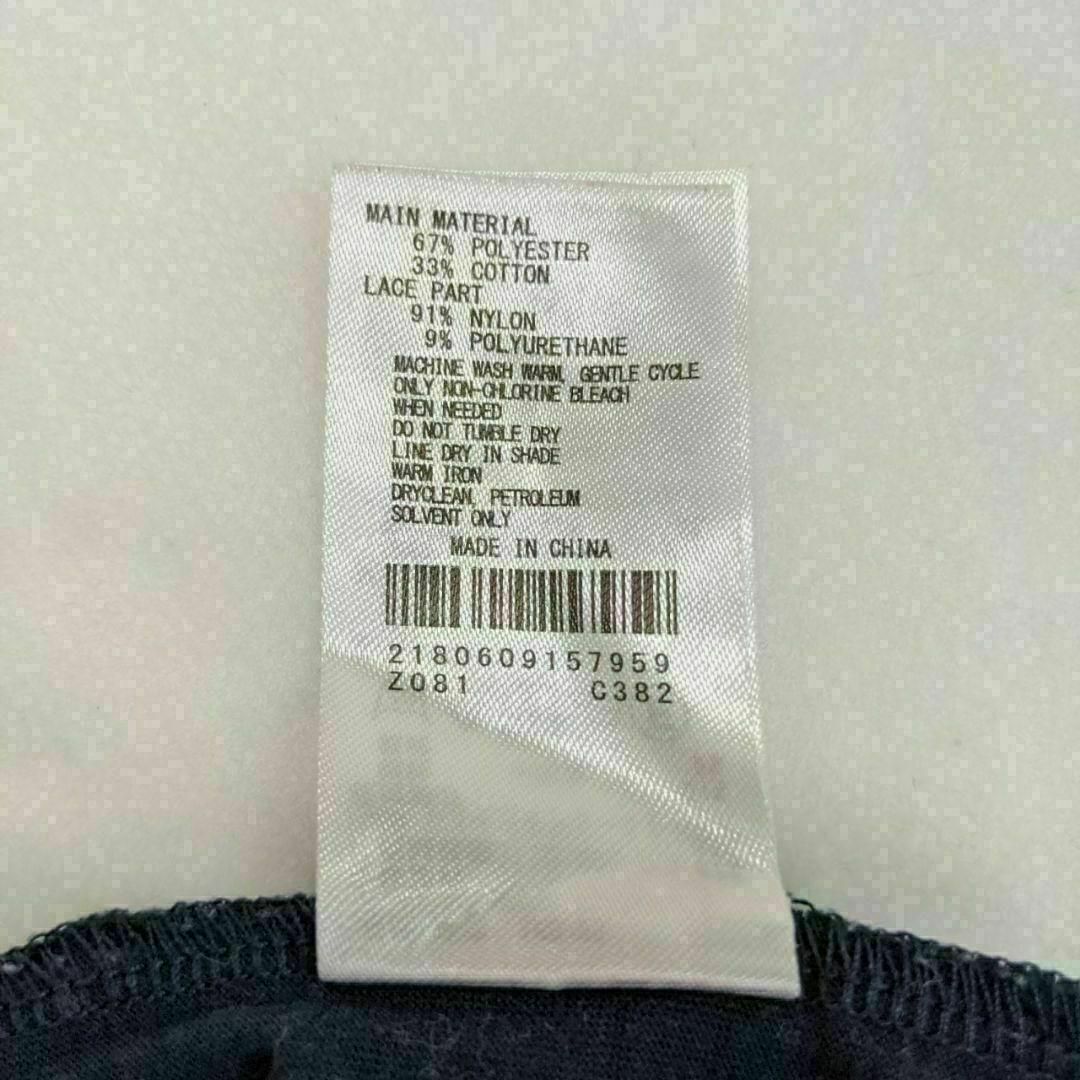 MAIN MATERIAL
67% POLYESTER
33% COTTON
LACE PART
91% NYLON
9% POLYURETHANE
MACHINE WASH WARM, GENTLE CYCLE
ONLY NON-CHLORINE BLEACH
WHEN NEEDED
DO NOT TUMBLE DRY
LINE DRY IN SHADE
WARM IRON
DRYCLEAN, PETROLEUM
SOLVENT ONLY
MADE IN CHINA
2180609157959
Z081 C382